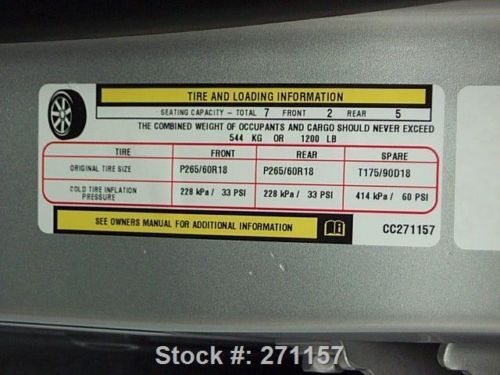 TIRE AND LOADING INFORMATION
SEATING CAPACITY - TOTAL 7 FRONT 2 REAR 5
THE COMBINED WEIGHT OF OCCUPANTS AND CARGO SHOULD NEVER EXCEED
544 KG OR 1200 LB
TIRE FRONT REAR SPARE
ORIGINAL TIRE SIZE P265/60R18 P265/60R18 T175/90D18
COLD TIRE INFLATION
PRESSURE 228 kPa / 33 PSI 228 kPa / 33 PSI 414 kPa / 60 PSI
SEE OWNERS MANUAL FOR ADDITIONAL INFORMATION
CC271157
Stock #: 271157